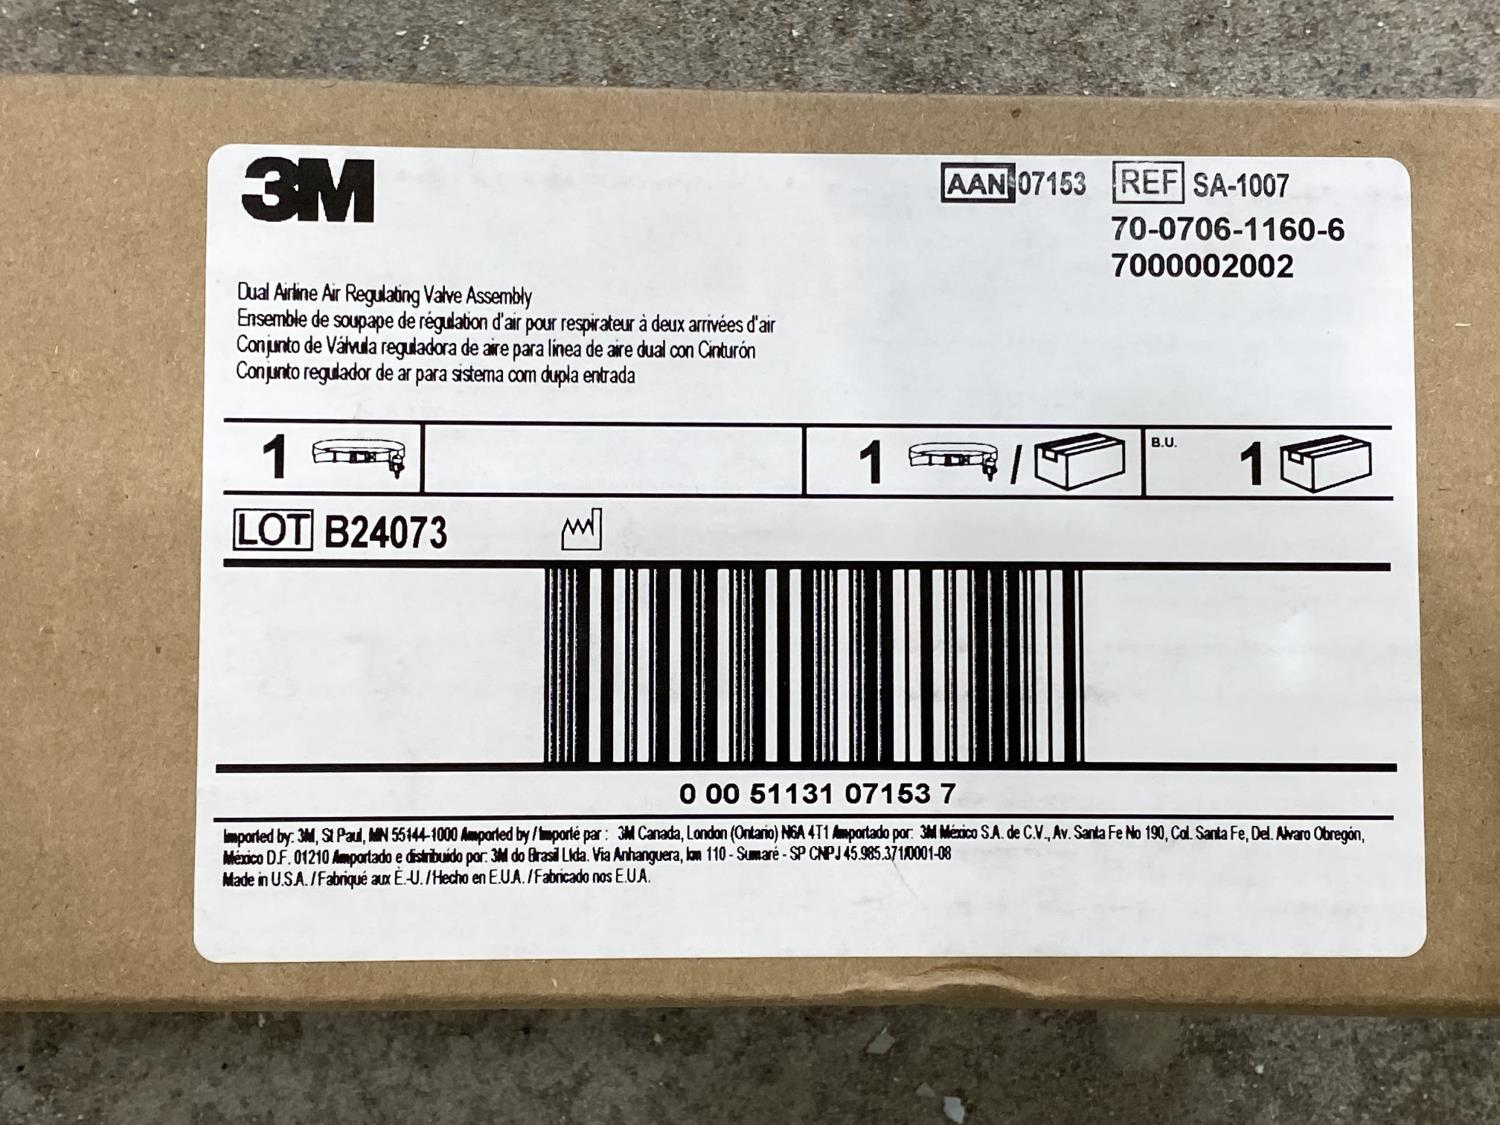 3M
AAN 07153 REF SA-1007
70-0706-1160-6
7000002002
Dual Airline Air Regulating Valve Assembly
Ensemble de soupape de régulation d'air pour respirateur à deux arrivées d'air
Conjunto de Válvula reguladora de aire para línea de aire dual con Cinturón
Conjunto regulador de ar para sistema com dupla entrada
1 1 / B.U. 1
LOT B24073
0 00 51131 07153 7
Imported by: 3M, St Paul, MN 55144-1000 Amported by / Importé par : 3M Canada, London (Ontario) N6A 4T1 Amportado por: 3M México S.A. de C.V., Av. Santa Fe No 190, Col. Santa Fe, Del. Alvaro Obregón,
México D.F. 01210 Amportado e distribuído por: 3M do Brasil Ltda. Via Anhanguera, km 110 - Sumaré - SP CNPJ 45.985.371/0001-08
Made in U.S.A. / Fabriqué aux É.-U. / Hecho en E.U.A. / Fabricado nos E.U.A.